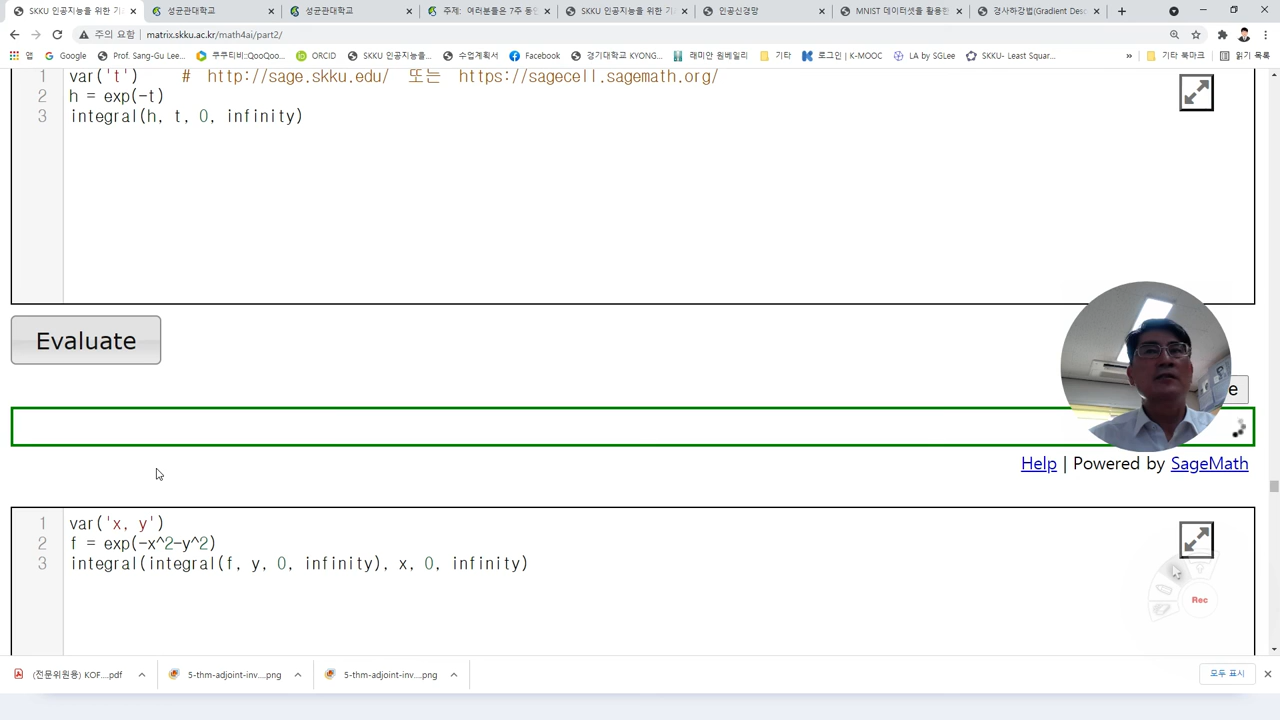 SKKU 인공지능을 위한 기초
성균관대학교
성균관대학교
주제: 여러분들은 7주 동안
SKKU 인공지능을 위한 기
인공신경망
MNIST 데이터셋을 활용한
경사하강법(Gradient Desc
주의 요함 | matrix.skku.ac.kr/math4ai/part2/
앱
Google
Prof. Sang-Gu Lee...
쿠쿠티비::QooQoo...
ORCID
SKKU 인공지능을...
수업계획서
Facebook
경기대학교 KYONG...
래미안 원베일리
기타
로그인 | K-MOOC
LA by SGLee
SKKU- Least Squar...
»
기타 북마크
읽기 목록
1 var('t') # http://sage.skku.edu/ 또는 https://sagecell.sagemath.org/
2 h = exp(-t)
3 integral(h, t, 0, infinity)
Evaluate
e
Help | Powered by SageMath
1 var('x, y')
2 f = exp(-x^2-y^2)
3 integral(integral(f, y, 0, infinity), x, 0, infinity)
Rec
(전문위원용) KOF....pdf
5-thm-adjoint-inv....png
5-thm-adjoint-inv....png
모두 표시